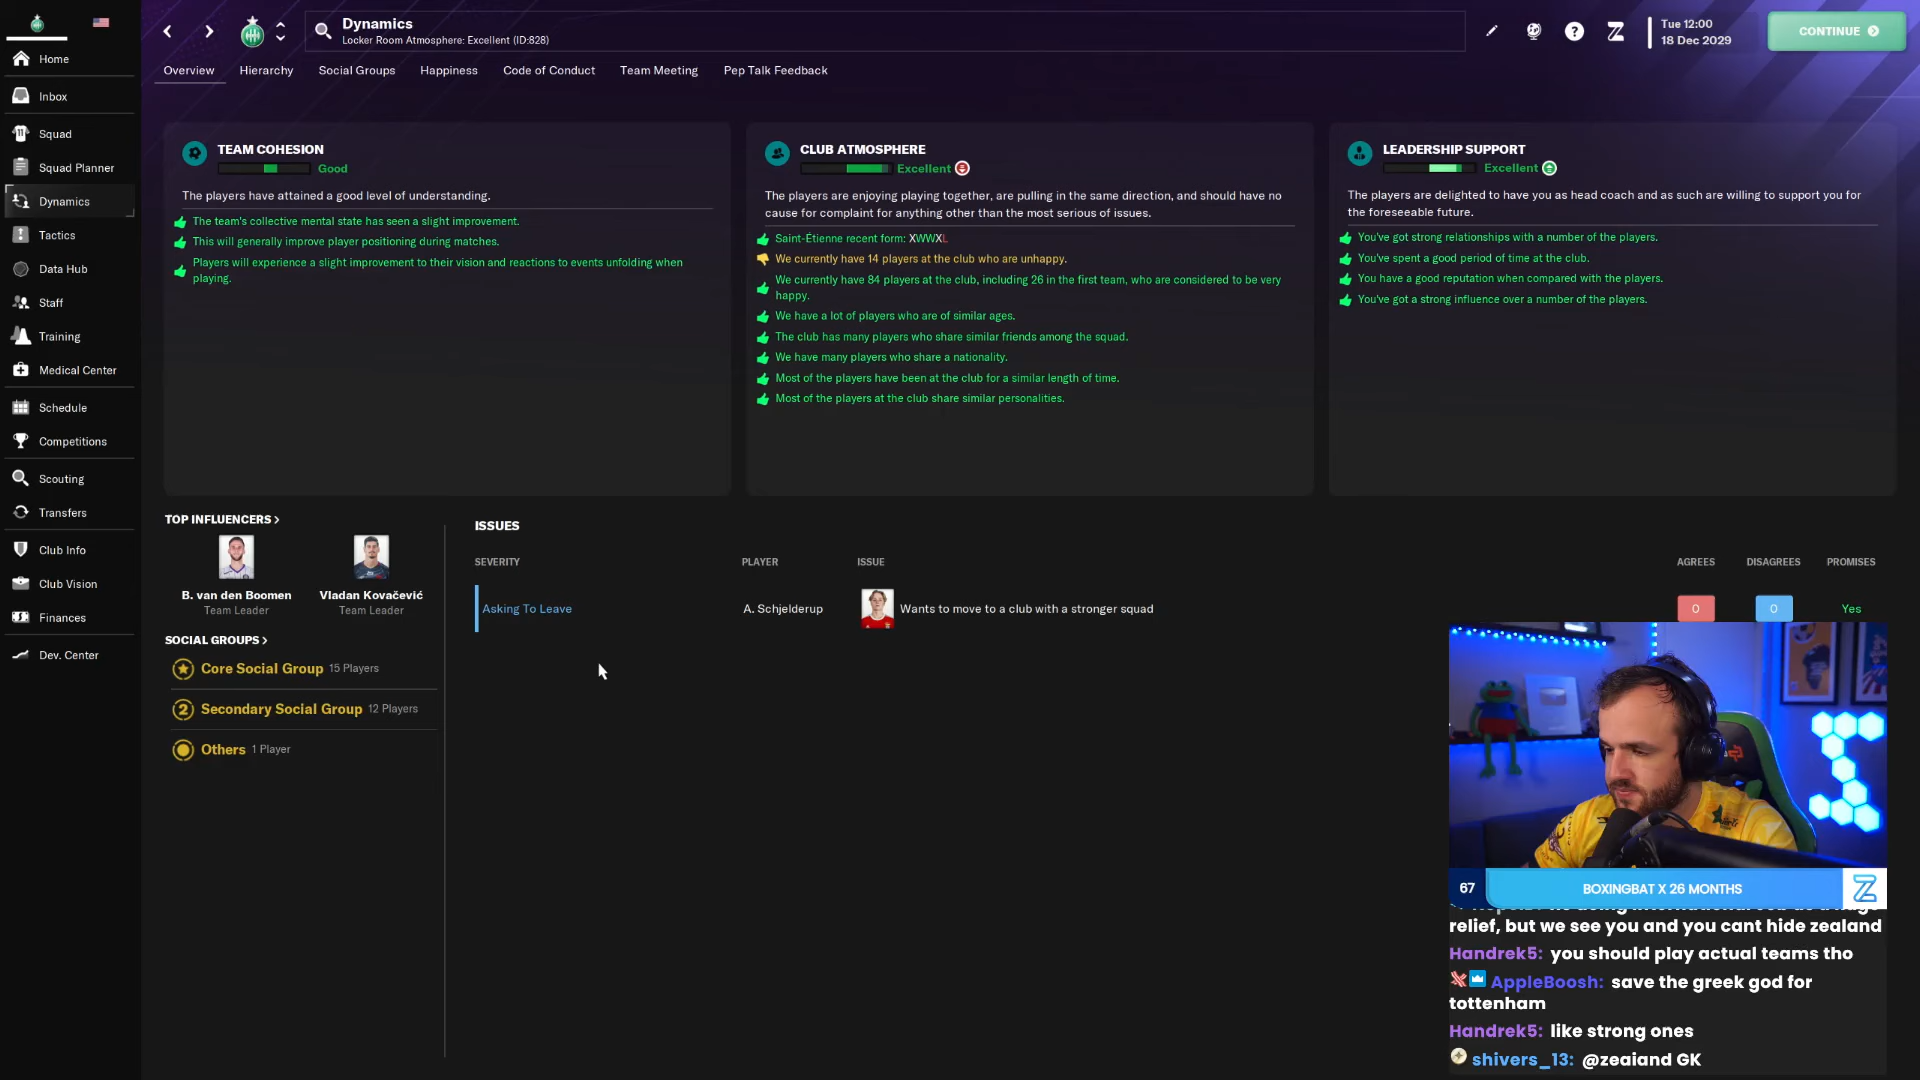 Dynamics
Locker Room Atmosphere: Excellent (ID:828)
Tue 12:00
18 Dec 2029
CONTINUE
Home
Inbox
Squad
Squad Planner
Dynamics
Tactics
Data Hub
Staff
Training
Medical Center
Schedule
Competitions
Scouting
Transfers
Club Info
Club Vision
Finances
Dev. Center
Overview
Hierarchy
Social Groups
Happiness
Code of Conduct
Team Meeting
Pep Talk Feedback
TEAM COHESION
Good
The players have attained a good level of understanding.
The team's collective mental state has seen a slight improvement.
This will generally improve player positioning during matches.
Players will experience a slight improvement to their vision and reactions to events unfolding when
playing.
CLUB ATMOSPHERE
Excellent
The players are enjoying playing together, are pulling in the same direction, and should have no
cause for complaint for anything other than the most serious of issues.
Saint-Étienne recent form: XWWXL
We currently have 14 players at the club who are unhappy.
We currently have 84 players at the club, including 26 in the first team, who are considered to be very
happy.
We have a lot of players who are of similar ages.
The club has many players who share similar friends among the squad.
We have many players who share a nationality.
Most of the players have been at the club for a similar length of time.
Most of the players at the club share similar personalities.
LEADERSHIP SUPPORT
Excellent
The players are delighted to have you as head coach and as such are willing to support you for
the foreseeable future.
You've got strong relationships with a number of the players.
You've spent a good period of time at the club.
You have a good reputation when compared with the players.
You've got a strong influence over a number of the players.
TOP INFLUENCERS >
B. van den Boomen
Team Leader
Vladan Kovačević
Team Leader
SOCIAL GROUPS >
Core Social Group 15 Players
2 Secondary Social Group 12 Players
Others 1 Player
ISSUES
SEVERITY PLAYER ISSUE AGREES DISAGREES PROMISES
Asking To Leave A. Schjelderup Wants to move to a club with a stronger squad 0 0 Yes
67 BOXINGBAT X 26 MONTHS Z
relief, but we see you and you cant hide zealand
Handrek5: you should play actual teams tho
AppleBoosh: save the greek god for
tottenham
Handrek5: like strong ones
shivers_13: @zeaiand GK